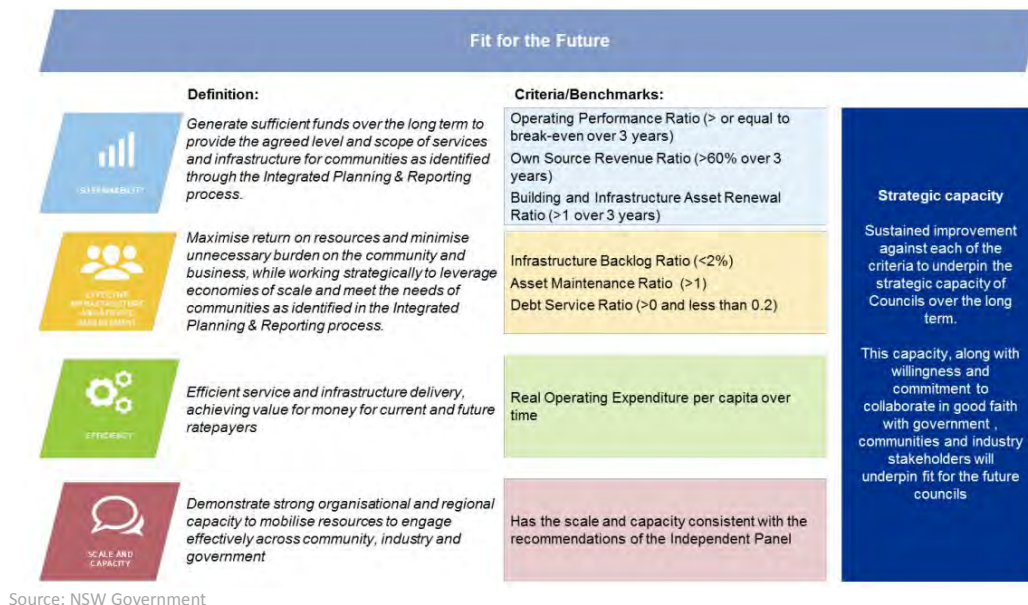 Fit for the Future
Definition:
Criteria/Benchmarks:
SUSTAINABILITY
Generate sufficient funds over the long term to
provide the agreed level and scope of services
and infrastructure for communities as identified
through the Integrated Planning & Reporting
process.
Operating Performance Ratio (> or equal to
break-even over 3 years)
Own Source Revenue Ratio (>60% over 3
years)
Building and Infrastructure Asset Renewal
Ratio (>1 over 3 years)
EFFECTIVE
INFRASTRUCTURE
AND SERVICE
MANAGEMENT
Maximise return on resources and minimise
unnecessary burden on the community and
business, while working strategically to leverage
economies of scale and meet the needs of
communities as identified in the Integrated
Planning & Reporting process.
Infrastructure Backlog Ratio (<2%)
Asset Maintenance Ratio (>1)
Debt Service Ratio (>0 and less than 0.2)
EFFICIENCY
Efficient service and infrastructure delivery,
achieving value for money for current and future
ratepayers
Real Operating Expenditure per capita over
time
SCALE AND
CAPACITY
Demonstrate strong organisational and regional
capacity to mobilise resources to engage
effectively across community, industry and
government
Has the scale and capacity consistent with the
recommendations of the Independent Panel
Strategic capacity
Sustained improvement
against each of the
criteria to underpin the
strategic capacity of
Councils over the long
term.
This capacity, along with
willingness and
commitment to
collaborate in good faith
with government ,
communities and industry
stakeholders will
underpin fit for the future
councils
Source: NSW Government